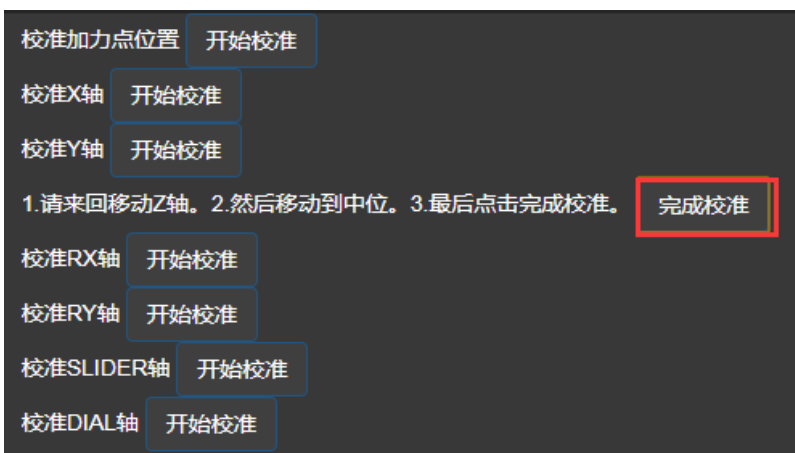 校准加力点位置 开始校准
校准X轴 开始校准
校准Y轴 开始校准
1.请来回移动Z轴。2.然后移动到中位。3.最后点击完成校准。 完成校准
校准RX轴 开始校准
校准RY轴 开始校准
校准SLIDER轴 开始校准
校准DIAL轴 开始校准